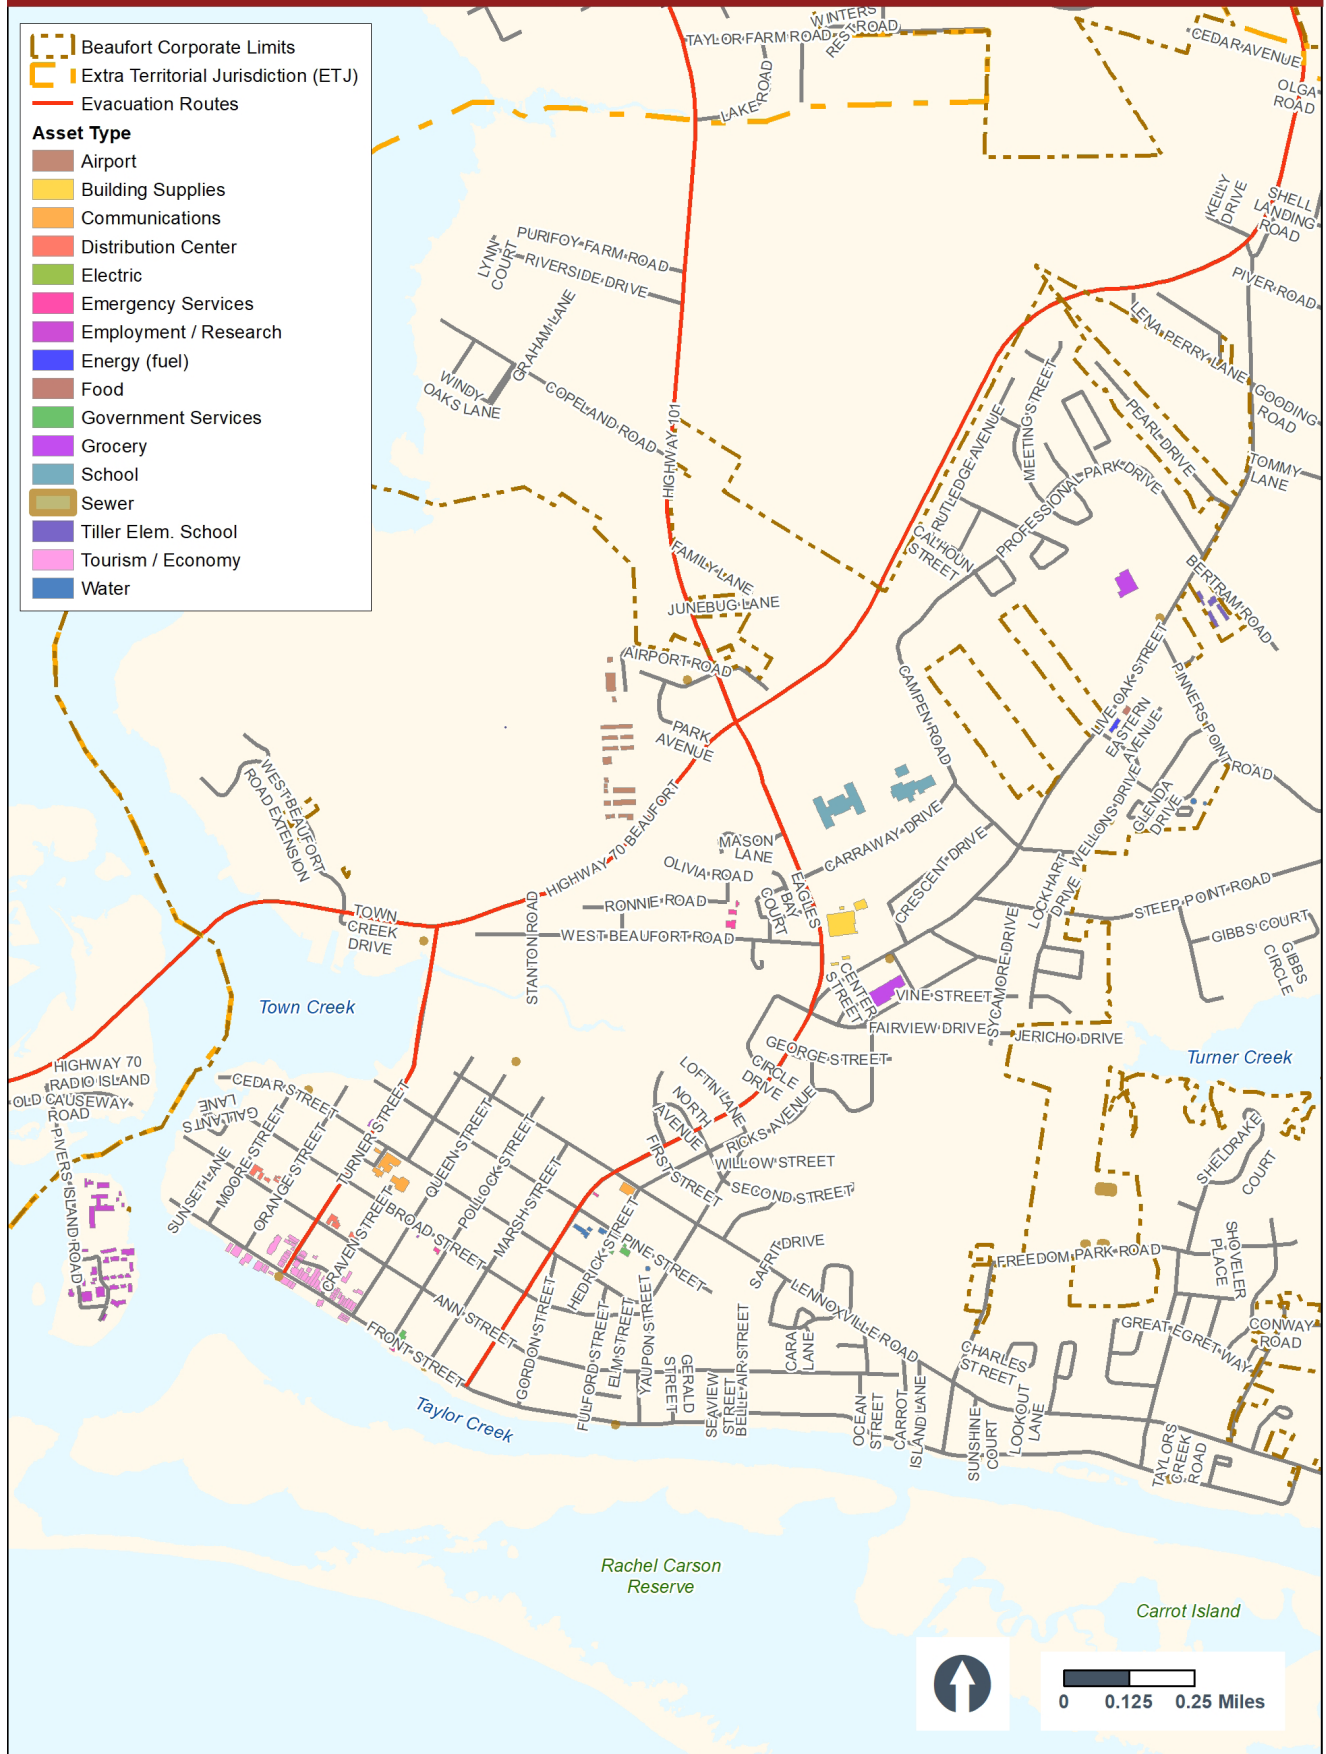 Beaufort Corporate Limits
Extra Territorial Jurisdiction (ETJ)
Evacuation Routes
Asset Type
Airport
Building Supplies
Communications
Distribution Center
Electric
Emergency Services
Employment / Research
Energy (fuel)
Food
Government Services
Grocery
School
Sewer
Tiller Elem. School
Tourism / Economy
Water
WINTERS
REST ROAD
TAYLOR FARM ROAD
LAKE ROAD
CEDAR AVENUE
OLGA
ROAD
KELLY
DRIVE
SHELL
LANDING
ROAD
PIVER ROAD
PURIFOY FARM ROAD
LYNN
COURT
RIVERSIDE DRIVE
GRAHAM LANE
WINDY
OAKS LANE
COPELAND ROAD
HIGHWAY 101
LENA PERRY LANE
GOODING
ROAD
MEETING STREET
PEARL DRIVE
RUTLEDGE AVENUE
PROFESSIONAL PARK DRIVE
TOMMY
LANE
CALHOUN
STREET
FAMILY LANE
JUNEBUG LANE
BERTRAM ROAD
AIRPORT ROAD
PARK
AVENUE
CAMPEN ROAD
LIVE OAK STREET
EASTERN
AVENUE
PINNERS POINT ROAD
WEST BEAUFORT
ROAD EXTENSION
HIGHWAY 70 BEAUFORT
GLENDA
DRIVE
WELLONS DRIVE
MASON
LANE
CARRAWAY DRIVE
OLIVIA ROAD
CRESCENT DRIVE
LOCKHART
DRIVE
RONNIE ROAD
EAGLES
BAY
COURT
STEEP POINT ROAD
TOWN
CREEK
DRIVE
STANTON ROAD
WEST BEAUFORT ROAD
GIBBS COURT
GIBBS
CIRCLE
SYCAMORE DRIVE
CENTER
STREET
VINE STREET
Town Creek
FAIRVIEW DRIVE
JERICHO DRIVE
Turner Creek
GEORGE STREET
HIGHWAY 70
RADIO ISLAND
OLD CAUSEWAY
ROAD
CEDAR STREET
GALLANTS
LANE
CIRCLE
DRIVE
LOFTIN LANE
NORTH
AVENUE
RICKS AVENUE
PIVERS ISLAND ROAD
SUNSET LANE
MOORE STREET
ORANGE STREET
TURNER STREET
QUEEN STREET
POLLOCK STREET
MARSH STREET
FIRST STREET
WILLOW STREET
SECOND STREET
SHELDRAKE
COURT
CRAVEN STREET
BROAD STREET
HEDRICK STREET
PINE STREET
SAFRIT DRIVE
FREEDOM PARK ROAD
SHOVELER
PLACE
FRONT STREET
ANN STREET
GORDON STREET
FULFORD STREET
ELM STREET
YAUPON STREET
GERALD
STREET
SEAVIEW
STREET
BELLE AIR STREET
LENNOXVILLE ROAD
CARA
LANE
CHARLES
STREET
GREAT EGRET WAY
CONWAY
ROAD
OCEAN
STREET
CARROT
ISLAND LANE
SUNSHINE
COURT
LOOKOUT
LANE
TAYLORS
CREEK
ROAD
Taylor Creek
Rachel Carson
Reserve
Carrot Island
0 0.125 0.25 Miles